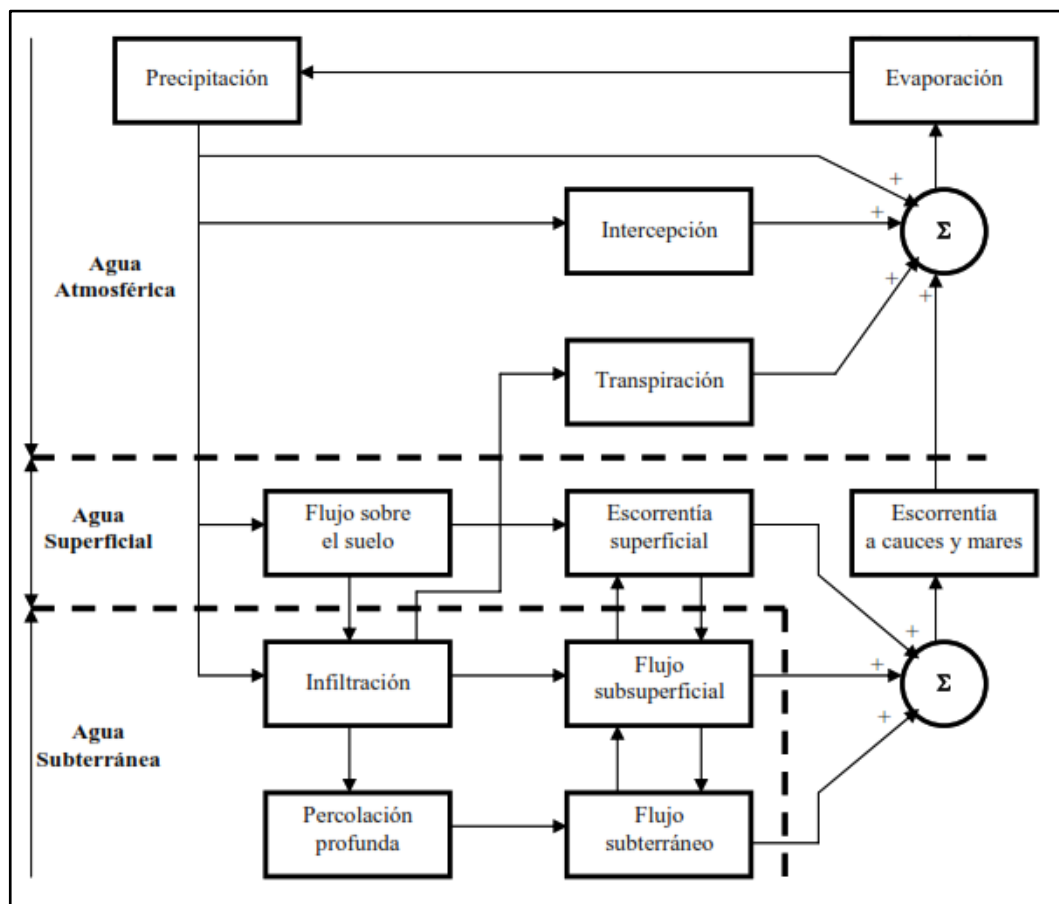 Precipitación
Evaporación
+
Intercepción
+
Σ
Agua
Atmosférica
+
+
Transpiración
Agua
Superficial
Flujo sobre
el suelo
Escorrentía
superficial
Escorrentía
a cauces y mares
+
Infiltración
Flujo
subsuperficial
+
Σ
Agua
Subterránea
+
Percolación
profunda
Flujo
subterráneo